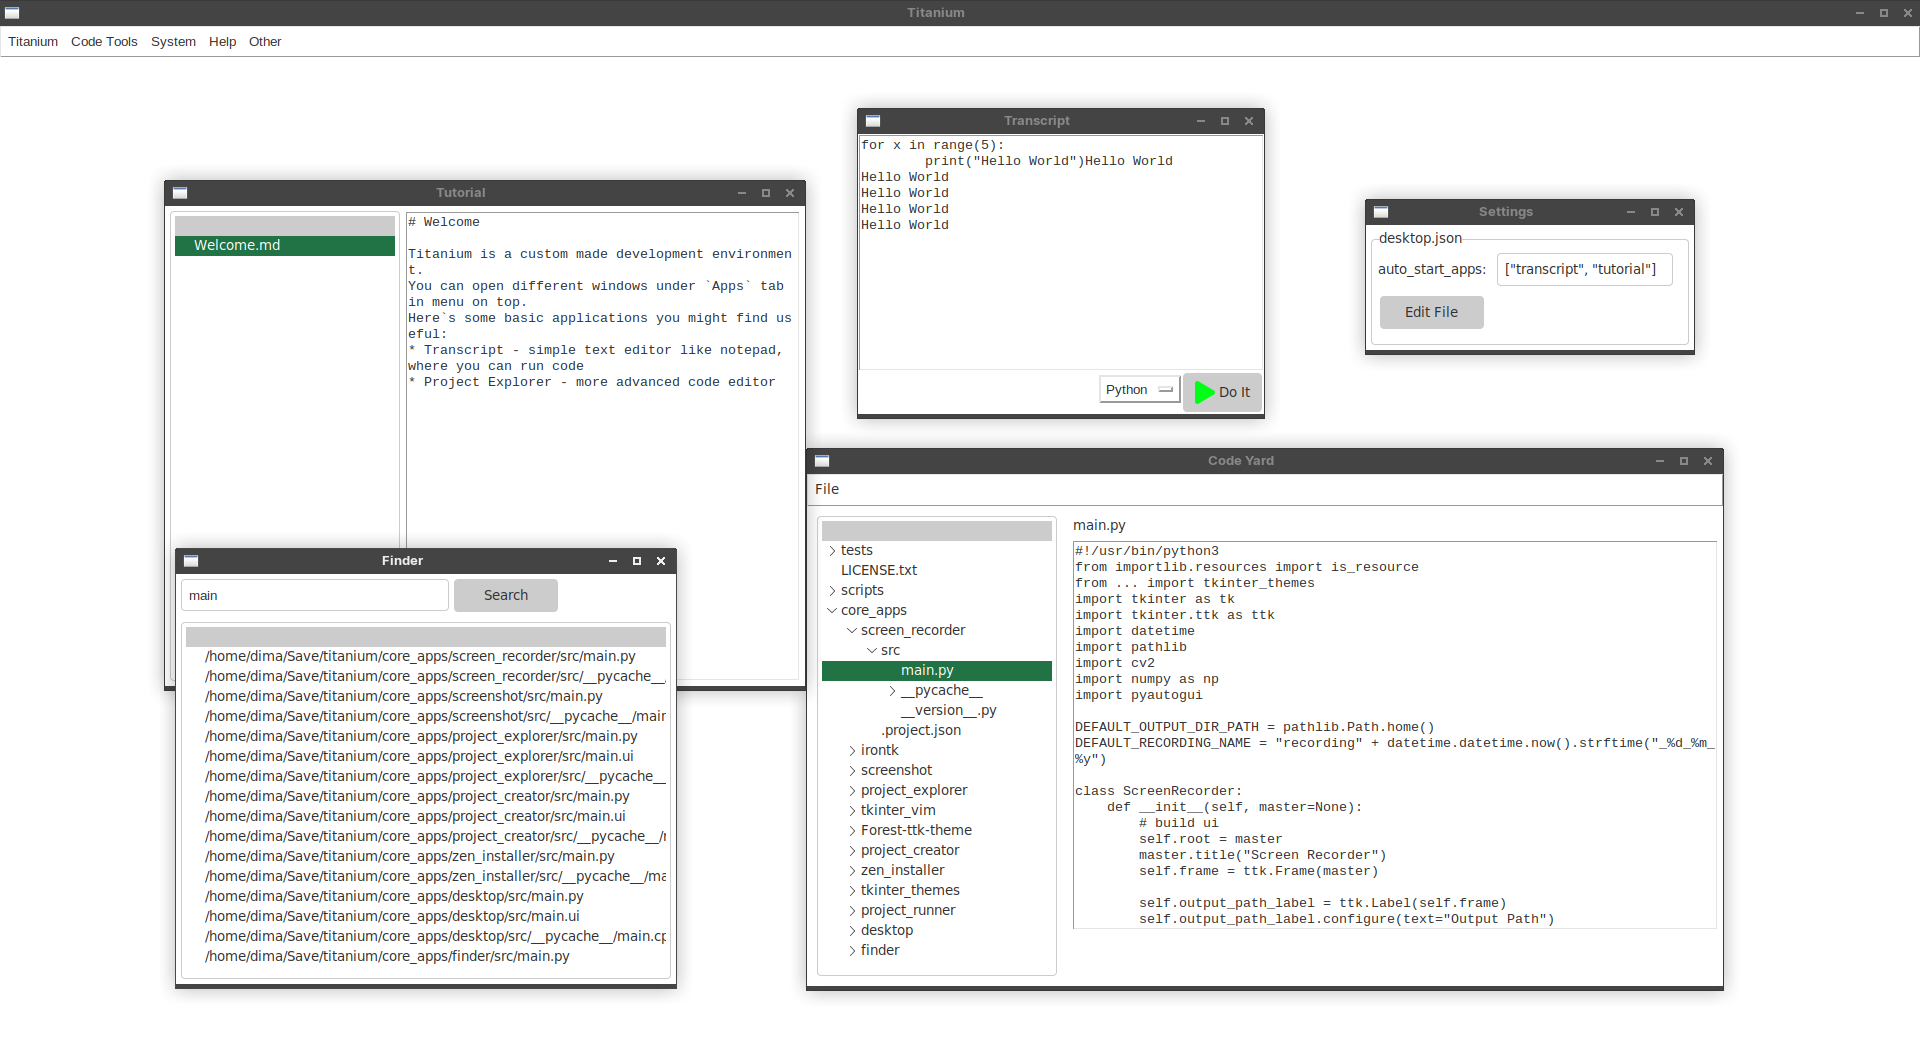 Titanium
Titanium Code Tools System Help Other
Transcript
for x in range(5):
        print("Hello World")Hello World
Hello World
Hello World
Hello World
Hello World
Python
Do It
Tutorial
Welcome.md
# Welcome

Titanium is a custom made development environmen
t.
You can open different windows under `Apps` tab
in menu on top.
Here`s some basic applications you might find us
eful:
* Transcript - simple text editor like notepad,
where you can run code
* Project Explorer - more advanced code editor
Settings
desktop.json
auto_start_apps: ["transcript", "tutorial"]
Edit File
Finder
main
Search
/home/dima/Save/titanium/core_apps/screen_recorder/src/main.py
/home/dima/Save/titanium/core_apps/screen_recorder/src/__pycache__
/home/dima/Save/titanium/core_apps/screenshot/src/main.py
/home/dima/Save/titanium/core_apps/screenshot/src/__pycache__/main
/home/dima/Save/titanium/core_apps/project_explorer/src/main.py
/home/dima/Save/titanium/core_apps/project_explorer/src/main.ui
/home/dima/Save/titanium/core_apps/project_explorer/src/__pycache__
/home/dima/Save/titanium/core_apps/project_creator/src/main.py
/home/dima/Save/titanium/core_apps/project_creator/src/main.ui
/home/dima/Save/titanium/core_apps/project_creator/src/__pycache__/
/home/dima/Save/titanium/core_apps/zen_installer/src/main.py
/home/dima/Save/titanium/core_apps/zen_installer/src/__pycache__/ma
/home/dima/Save/titanium/core_apps/desktop/src/main.py
/home/dima/Save/titanium/core_apps/desktop/src/main.ui
/home/dima/Save/titanium/core_apps/desktop/src/__pycache__/main.cp
/home/dima/Save/titanium/core_apps/finder/src/main.py
Code Yard
File
tests
LICENSE.txt
scripts
core_apps
screen_recorder
src
main.py
__pycache__
__version__.py
.project.json
irontk
screenshot
project_explorer
tkinter_vim
Forest-ttk-theme
project_creator
zen_installer
tkinter_themes
project_runner
desktop
finder
main.py
#!/usr/bin/python3
from importlib.resources import is_resource
from ... import tkinter_themes
import tkinter as tk
import tkinter.ttk as ttk
import datetime
import pathlib
import cv2
import numpy as np
import pyautogui

DEFAULT_OUTPUT_DIR_PATH = pathlib.Path.home()
DEFAULT_RECORDING_NAME = "recording" + datetime.datetime.now().strftime("_%d_%m_
%y")

class ScreenRecorder:
    def __init__(self, master=None):
        # build ui
        self.root = master
        master.title("Screen Recorder")
        self.frame = ttk.Frame(master)

        self.output_path_label = ttk.Label(self.frame)
        self.output_path_label.configure(text="Output Path")